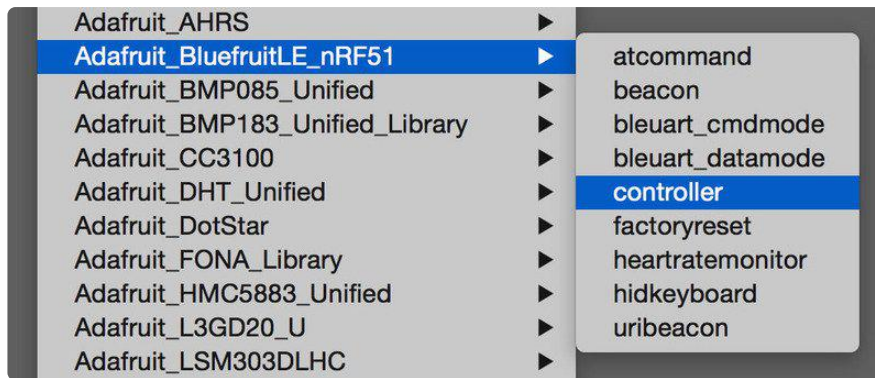 Adafruit_AHRS
Adafruit_BluefruitLE_nRF51
Adafruit_BMP085_Unified
Adafruit_BMP183_Unified_Library
Adafruit_CC3100
Adafruit_DHT_Unified
Adafruit_DotStar
Adafruit_FONA_Library
Adafruit_HMC5883_Unified
Adafruit_L3GD20_U
Adafruit_LSM303DLHC
atcommand
beacon
bleuart_cmdmode
bleuart_datamode
controller
factoryreset
heartratemonitor
hidkeyboard
uribeacon